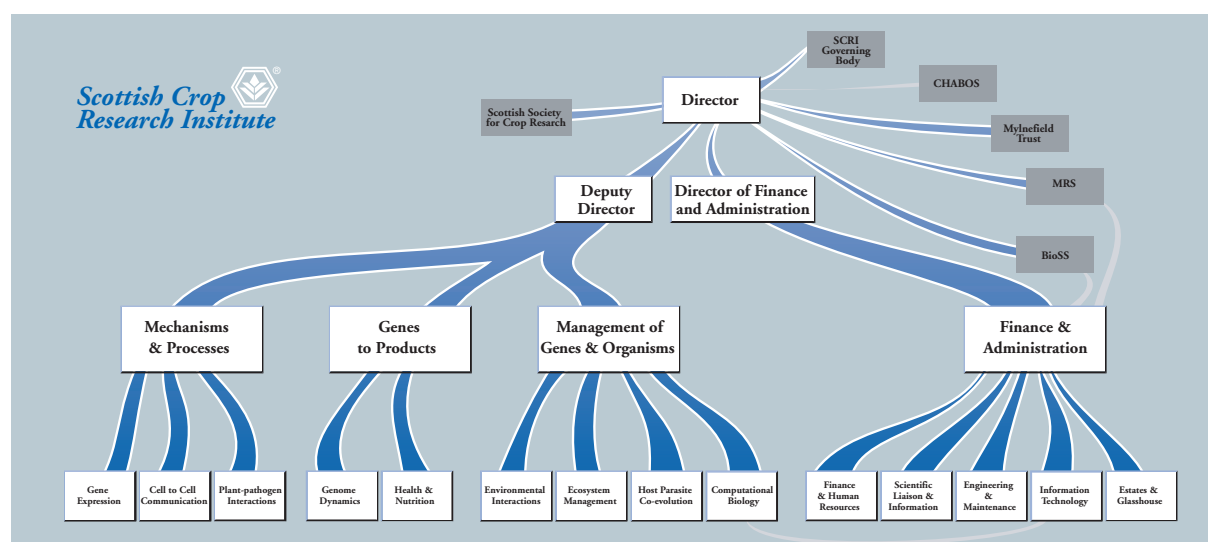 Scottish Crop
Research Institute
®
SCRI
Governing
Body
CHABOS
Director
Scottish Society
for Crop Resarch
Mylnefield
Trust
MRS
Deputy
Director
Director of Finance
and Administration
BioSS
Mechanisms
& Processes
Genes
to Products
Management of
Genes & Organisms
Finance &
Administration
Gene
Expression
Cell to Cell
Communication
Plant-pathogen
Interactions
Genome
Dynamics
Health &
Nutrition
Environmental
Interactions
Ecosystem
Management
Host Parasite
Co-evolution
Computational
Biology
Finance
& Human
Resources
Scientific
Liaison &
Information
Engineering
&
Maintenance
Information
Technology
Estates &
Glasshouse